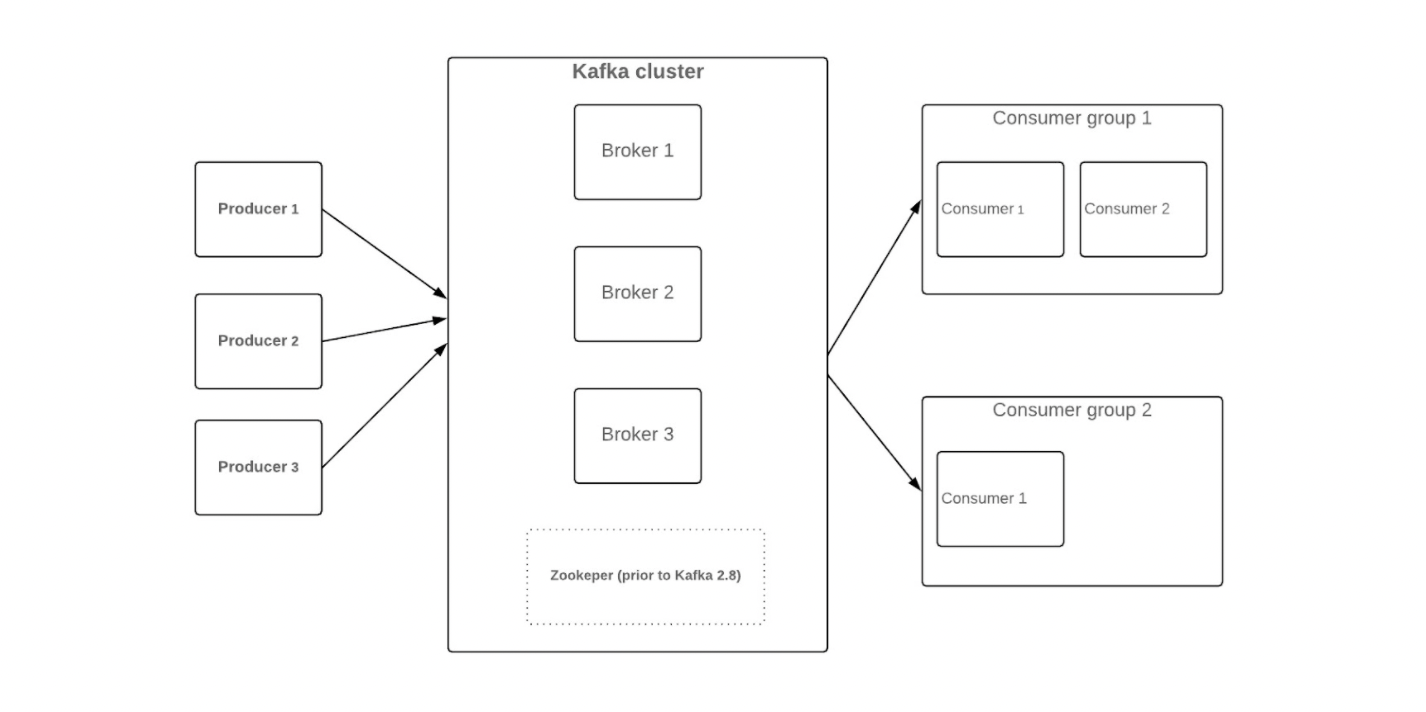 Kafka cluster
Producer 1
Producer 2
Producer 3
Broker 1
Broker 2
Broker 3
Zookeper (prior to Kafka 2.8)
Consumer group 1
Consumer 1
Consumer 2
Consumer group 2
Consumer 1